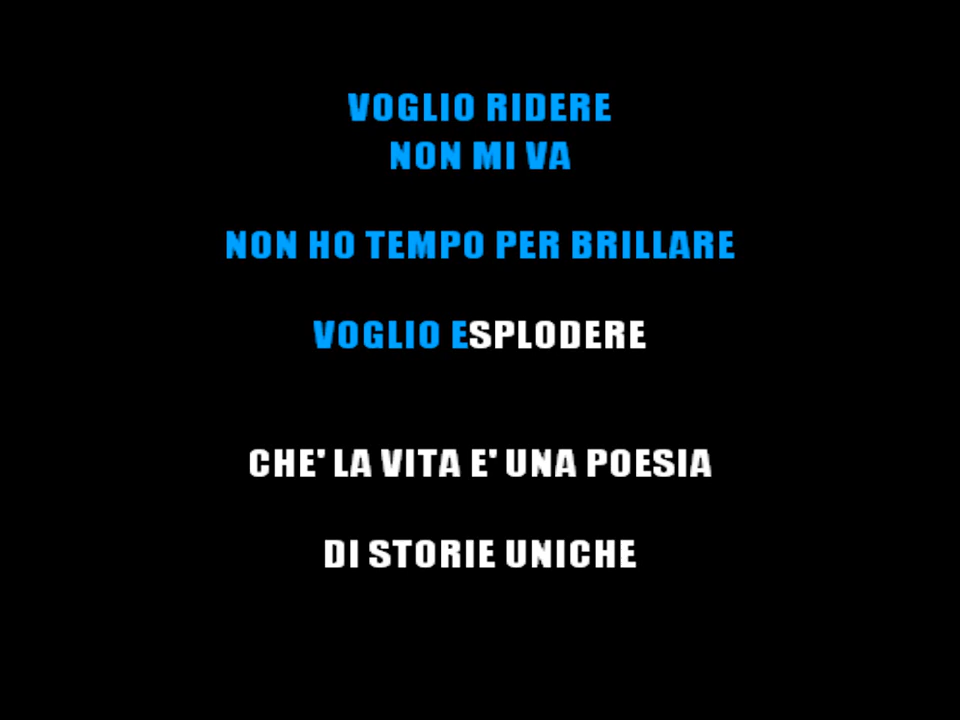 VOGLIO RIDERE
NON MI VA
NON HO TEMPO PER BRILLARE
VOGLIO ESPLODERE
CHE' LA VITA E' UNA POESIA
DI STORIE UNICHE